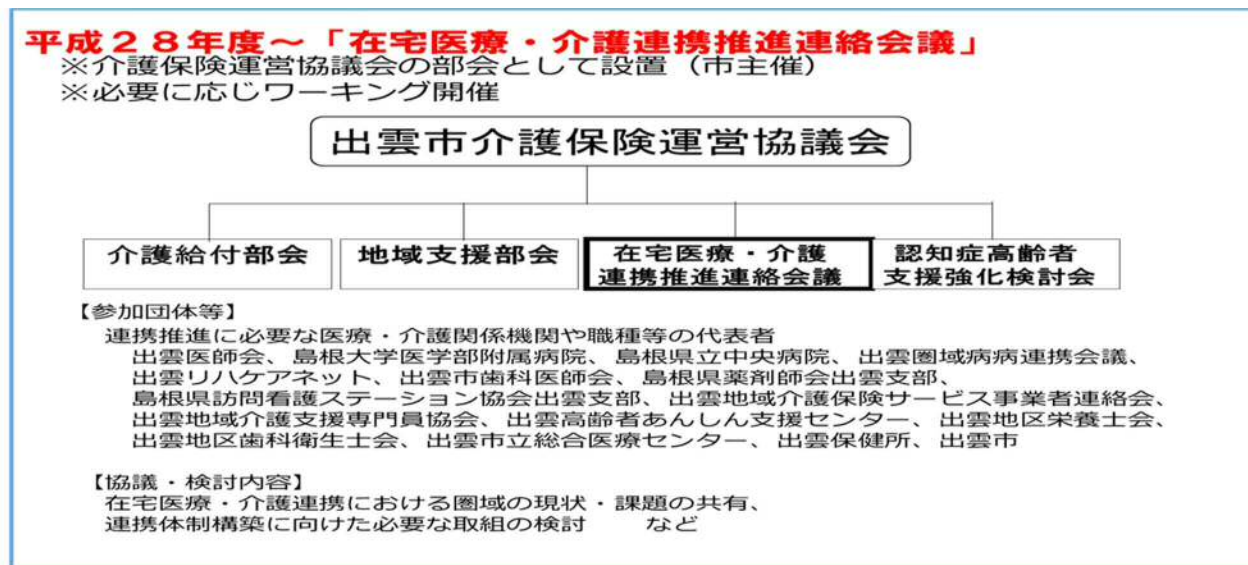 平成２８年度～「在宅医療・介護連携推進連絡会議」
※介護保険運営協議会の部会として設置（市主催）
※必要に応じワーキング開催
出雲市介護保険運営協議会
介護給付部会
地域支援部会
在宅医療・介護
連携推進連絡会議
認知症高齢者
支援強化検討会
【参加団体等】
連携推進に必要な医療・介護関係機関や職種等の代表者
出雲医師会、島根大学医学部附属病院、島根県立中央病院、出雲圏域病病連携会議、
出雲リハケアネット、出雲市歯科医師会、島根県薬剤師会出雲支部、
島根県訪問看護ステーション協会出雲支部、出雲地域介護保険サービス事業者連絡会、
出雲地域介護支援専門員協会、出雲高齢者あんしん支援センター、出雲地区栄養士会、
出雲地区歯科衛生士会、出雲市立総合医療センター、出雲保健所、出雲市
【協議・検討内容】
在宅医療・介護連携における圏域の現状・課題の共有、
連携体制構築に向けた必要な取組の検討　　など